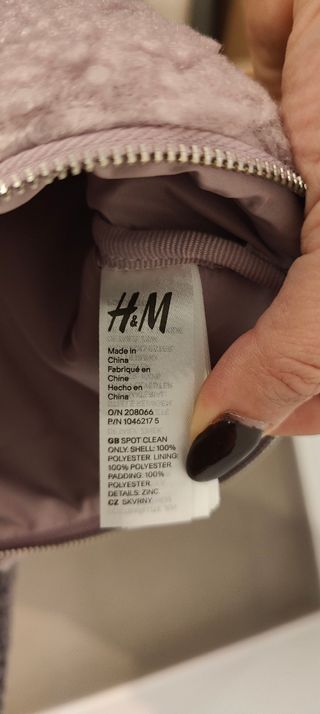 H&M
Made in
China
Fabriqué en
Chine
Hecho en
China
O/N 208066
P/N 1046217 5
GB SPOT CLEAN
ONLY. SHELL: 100%
POLYESTER. LINING:
100% POLYESTER.
PADDING: 100%
POLYESTER.
DETAILS: ZINC.
CZ SKVRNY